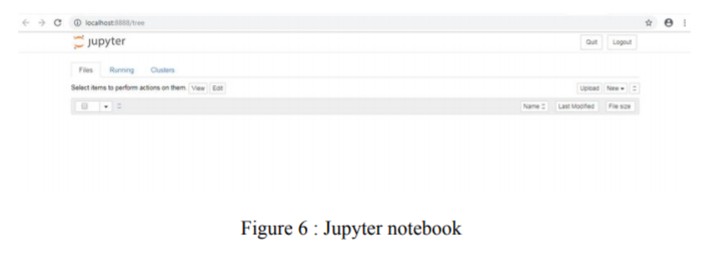 localhost:8888/tree
jupyter
Quit Logout
Files Running Clusters
Select items to perform actions on them. View Edit Upload New
Name Last Modified File size
Figure 6 : Jupyter notebook